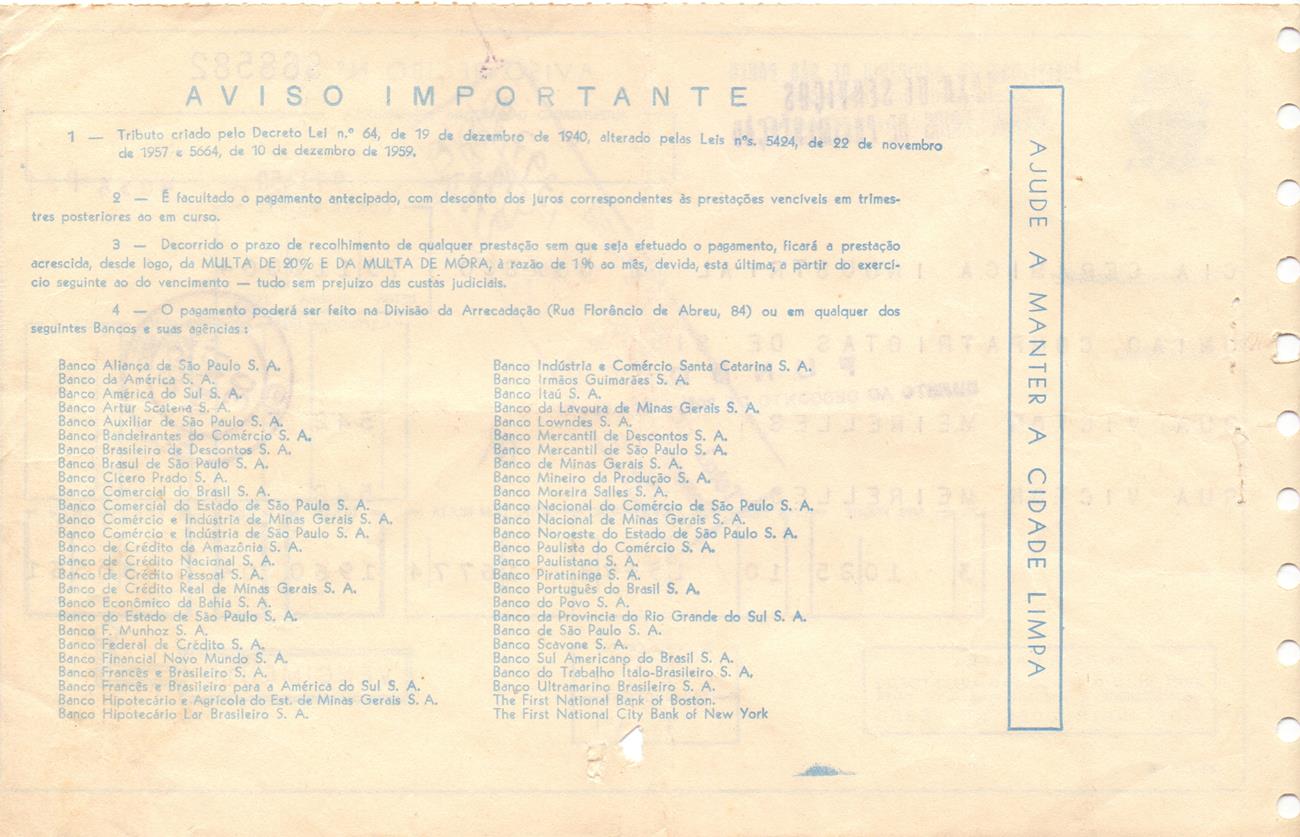 AVISO IMPORTANTE
1 — Tributo criado pelo Decreto Lei n.º 64, de 19 de dezembro de 1940, alterado pelas Leis nºs. 5424, de 22 de novembro
de 1957 e 5664, de 10 de dezembro de 1959.
2 — É facultado o pagamento antecipado, com desconto dos juros correspondentes às prestações vencíveis em trimes-
tres posteriores ao em curso.
3 — Decorrido o prazo de recolhimento de qualquer prestação sem que seja efetuado o pagamento, ficará a prestação
acrescida, desde logo, da MULTA DE 20% E DA MULTA DE MÓRA, à razão de 1% ao mês, devida, esta última, a partir do exercí-
cio seguinte ao do vencimento — tudo sem prejuizo das custas judiciais.
4 — O pagamento poderá ser feito na Divisão da Arrecadação (Rua Florêncio de Abreu, 84) ou em qualquer dos
seguintes Bancos e suas agências:
Banco Aliança de São Paulo S. A.
Banco da América S. A.
Banco América do Sul S. A.
Banco Artur Scatena S. A.
Banco Auxiliar de São Paulo S. A.
Banco Bandeirantes do Comércio S. A.
Banco Brasileiro de Descontos S. A.
Banco Brasul de São Paulo S. A.
Banco Cícero Prado S. A.
Banco Comercial do Brasil S. A.
Banco Comercial do Estado de São Paulo S. A.
Banco Comércio e Indústria de Minas Gerais S. A.
Banco Comércio e Indústria de São Paulo S. A.
Banco de Crédito da Amazônia S. A.
Banco de Crédito Nacional S. A.
Banco de Crédito Pessoal S. A.
Banco de Crédito Real de Minas Gerais S. A.
Banco Econômico da Bahia S. A.
Banco do Estado de São Paulo S. A.
Banco F. Munhoz S. A.
Banco Federal de Crédito S. A.
Banco Financial Novo Mundo S. A.
Banco Francês e Brasileiro S. A.
Banco Francês e Brasileiro para a América do Sul S. A.
Banco Hipotecário e Agrícola do Est. de Minas Gerais S. A.
Banco Hipotecário Lar Brasileiro S. A.
Banco Indústria e Comércio Santa Catarina S. A.
Banco Irmãos Guimarães S. A.
Banco Itaú S. A.
Banco da Lavoura de Minas Gerais S. A.
Banco Lowndes S. A.
Banco Mercantil de Descontos S. A.
Banco Mercantil de São Paulo S. A.
Banco de Minas Gerais S. A.
Banco Mineiro da Produção S. A.
Banco Moreira Salles S. A.
Banco Nacional do Comércio de São Paulo S. A.
Banco Nacional de Minas Gerais S. A.
Banco Noroeste do Estado de São Paulo S. A.
Banco Paulista do Comércio S. A.
Banco Paulistano S. A.
Banco Piratininga S. A.
Banco Português do Brasil S. A.
Banco do Povo S. A.
Banco da Provincia do Rio Grande do Sul S. A.
Banco de São Paulo S. A.
Banco Scavone S. A.
Banco Sul Americano do Brasil S. A.
Banco do Trabalho Italo-Brasileiro S. A.
Banco Ultramarino Brasileiro S. A.
The First National Bank of Boston.
The First National City Bank of New York
AJUDE A MANTER A CIDADE LIMPA